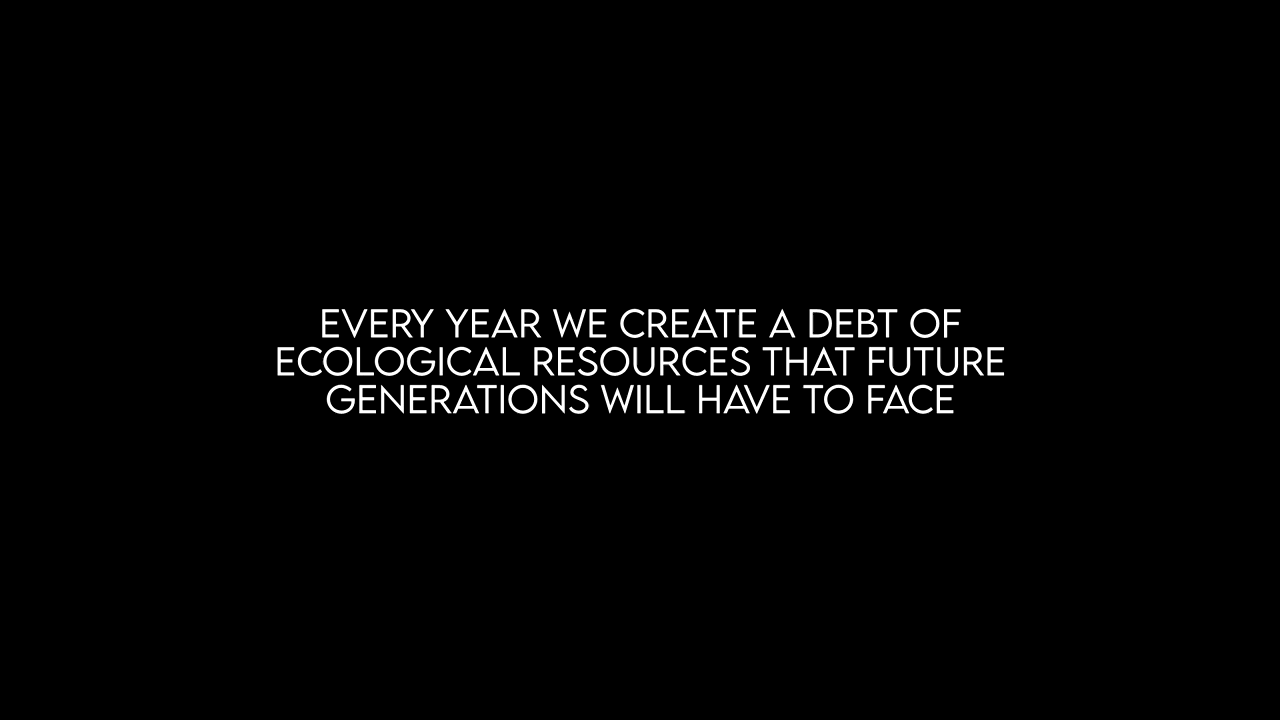 EVERY YEAR WE CREATE A DEBT OF
ECOLOGICAL RESOURCES THAT FUTURE
GENERATIONS WILL HAVE TO FACE